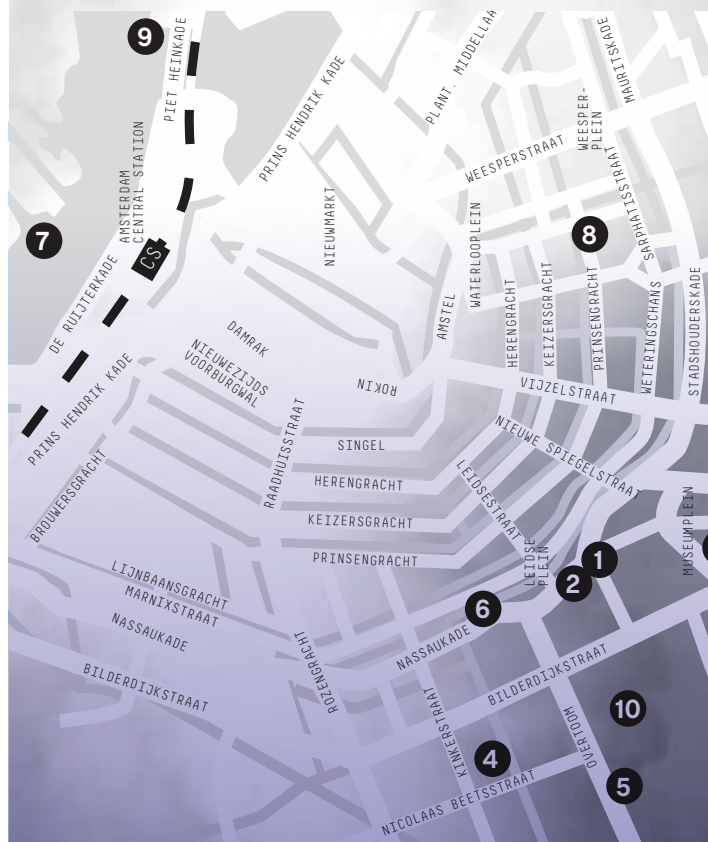 9
PIET HEINKADE
PRINS HENDRIK KADE
PLANT. MIDDELLAA
MAURITSKADE
WEESPER-
PLEIN
WEESPERSTRAAT
SARPHATISSTRAAT
AMSTERDAM
CENTRAL STATION
NIEUWMARKT
7
CS
8
WATERLOOPLEIN
DE RUIJTERKADE
AMSTEL
HERENGRACHT
KEIZERSGRACHT
PRINSENGRACHT
WETERINGSCHANS
STADHOUDERSKADE
DAMRAK
NIEUWEZIJDS
VOORBURGWAL
ROKIN
VIJZELSTRAAT
PRINS HENDRIK KADE
RAADHUISSTRAAT
SINGEL
NIEUWE SPIEGELSTRAAT
HERENGRACHT
LEIDSESTRAAT
KEIZERSGRACHT
BROUWERSGRACHT
PRINSENGRACHT
LEIDSE
PLEIN
MUSEUMPLEIN
1
2
LIJNBAANSGRACHT
MARNIXSTRAAT
6
NASSAUKADE
NASSAUKADE
ROZENGRACHT
BILDERDIJKSTRAAT
BILDERDIJKSTRAAT
10
KINKERSTRAAT
OVERTOOM
4
5
NICOLAAS BEETSSTRAAT